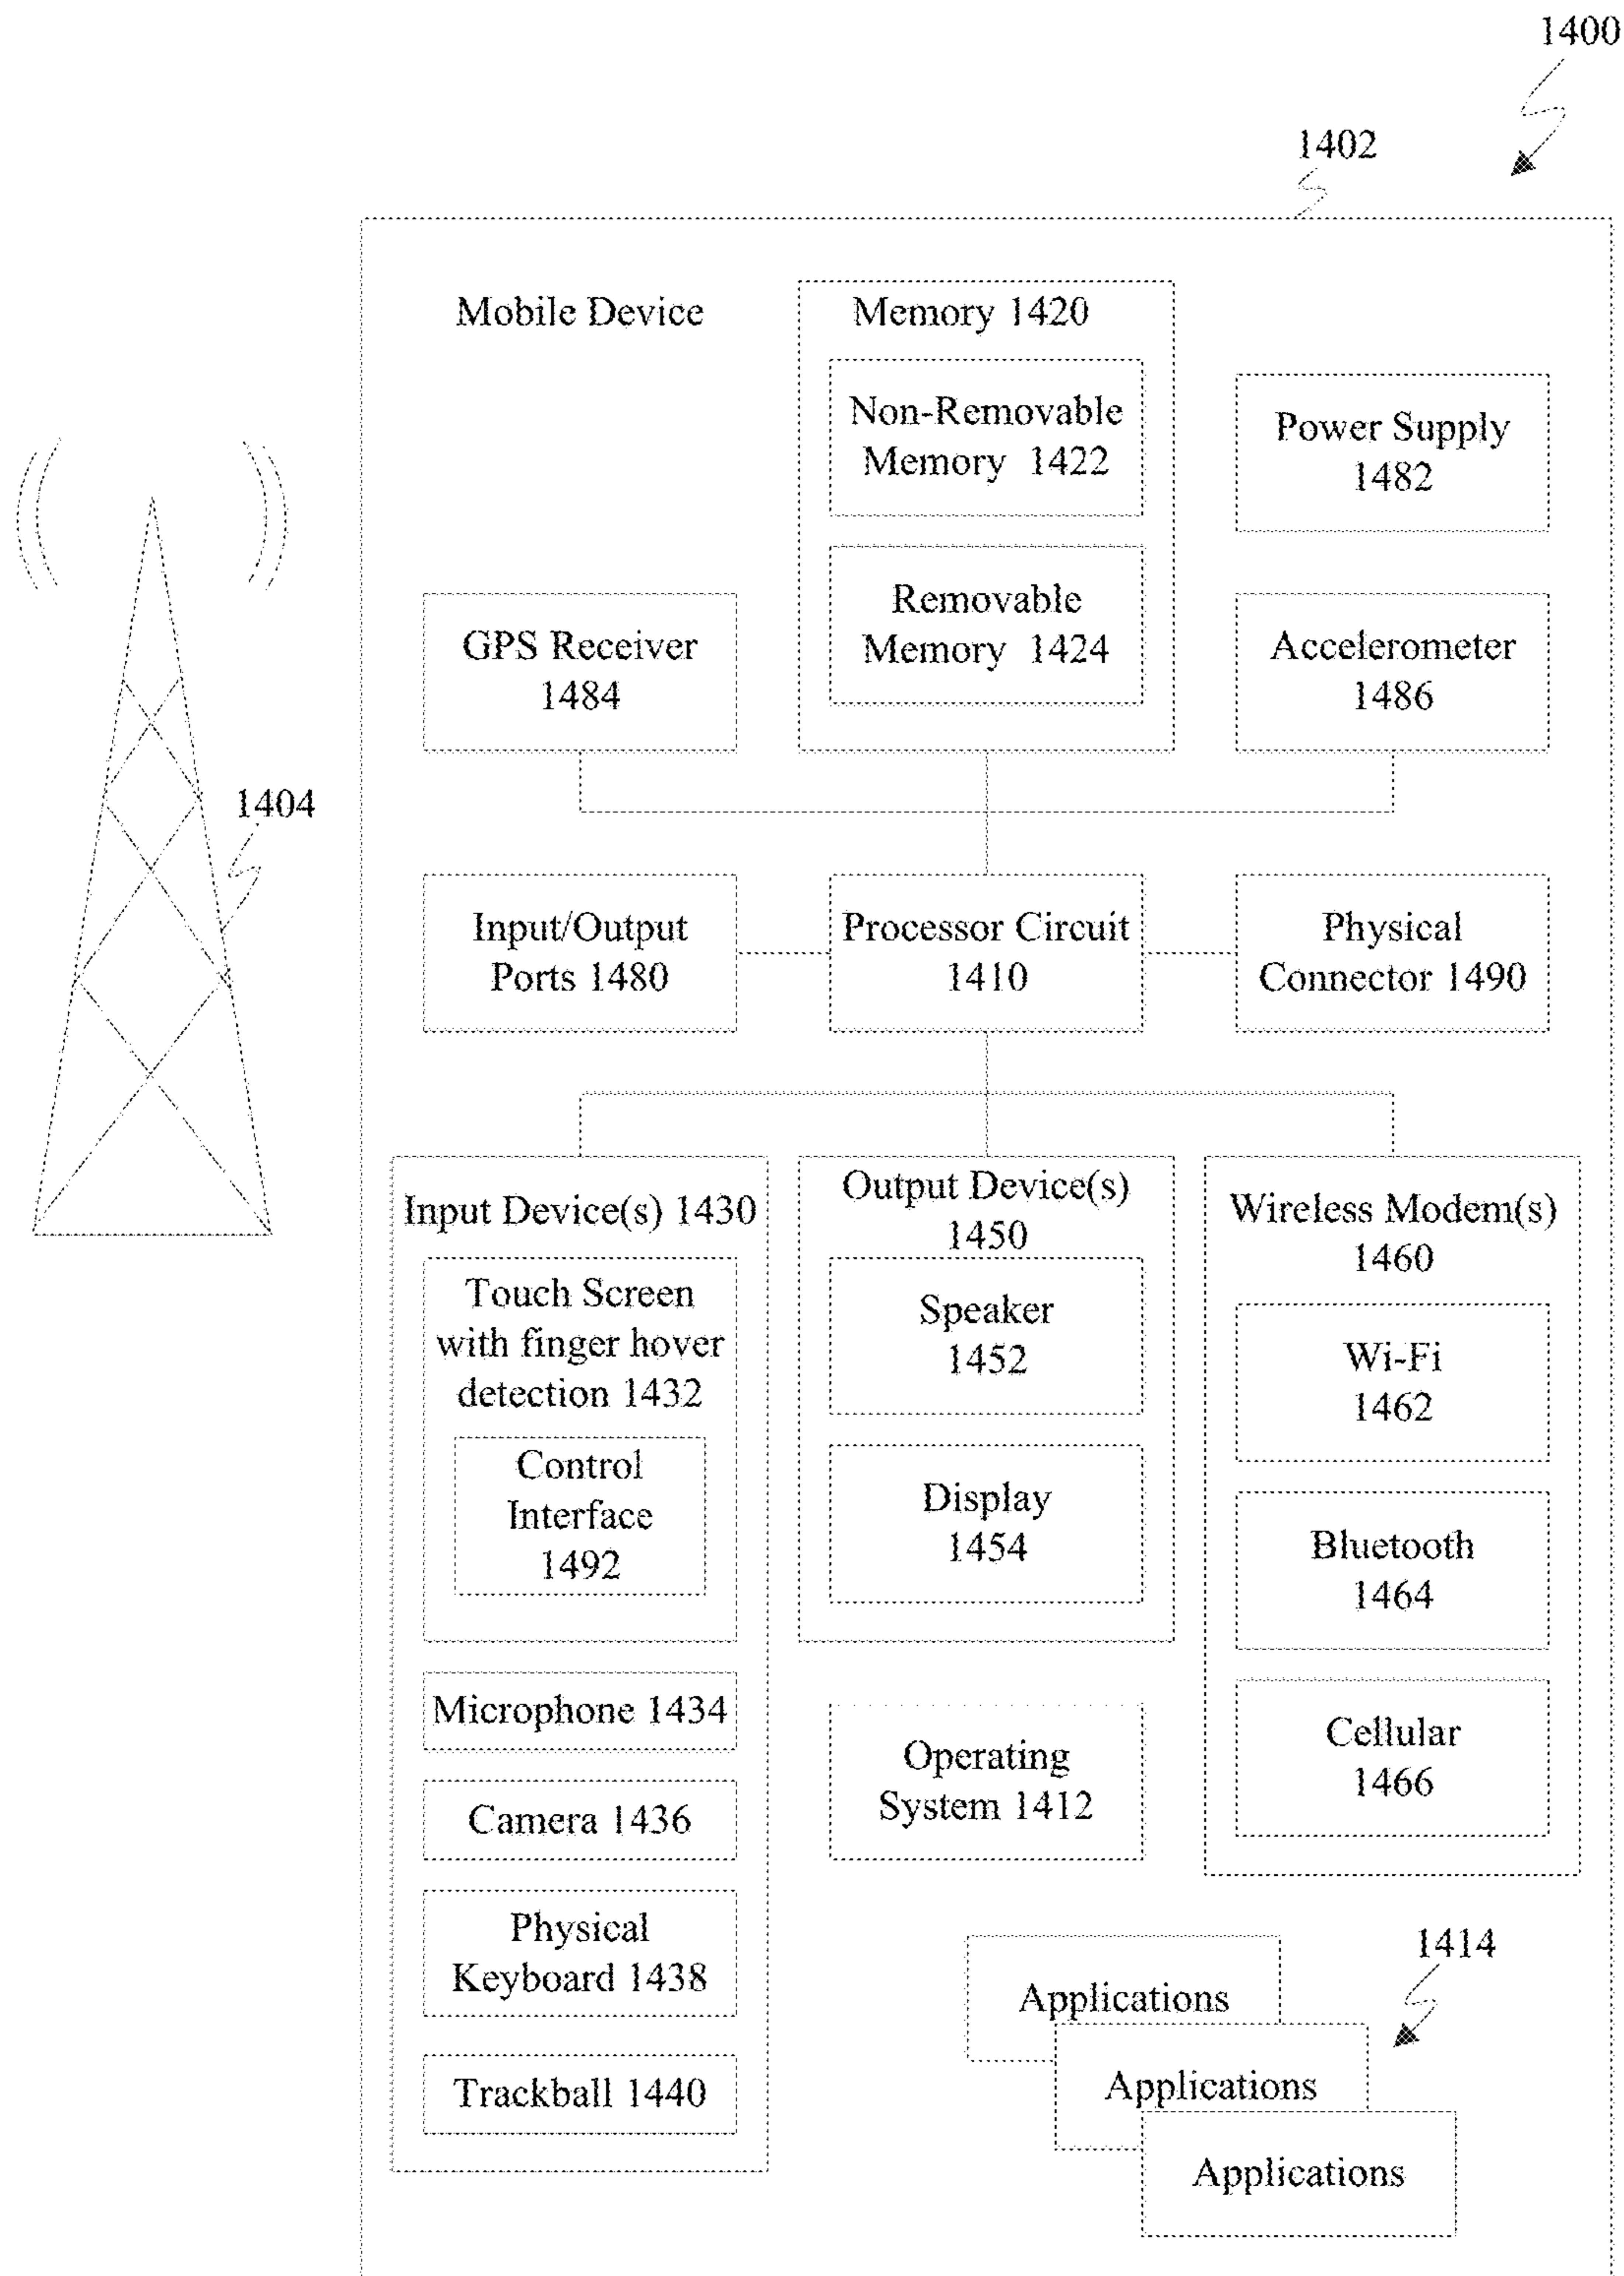 1400
1402
Mobile Device
Memory 1420
Non-Removable
Memory 1422
Power Supply
1482
Removable
Memory 1424
GPS Receiver
1484
Accelerometer
1486
1404
Input/Output
Ports 1480
Processor Circuit
1410
Physical
Connector 1490
Input Device(s) 1430
Touch Screen
with finger hover
detection 1432
Control
Interface
1492
Microphone 1434
Camera 1436
Physical
Keyboard 1438
Trackball 1440
Output Device(s)
1450
Speaker
1452
Display
1454
Operating
System 1412
Wireless Modem(s)
1460
Wi-Fi
1462
Bluetooth
1464
Cellular
1466
1414
Applications
Applications
Applications